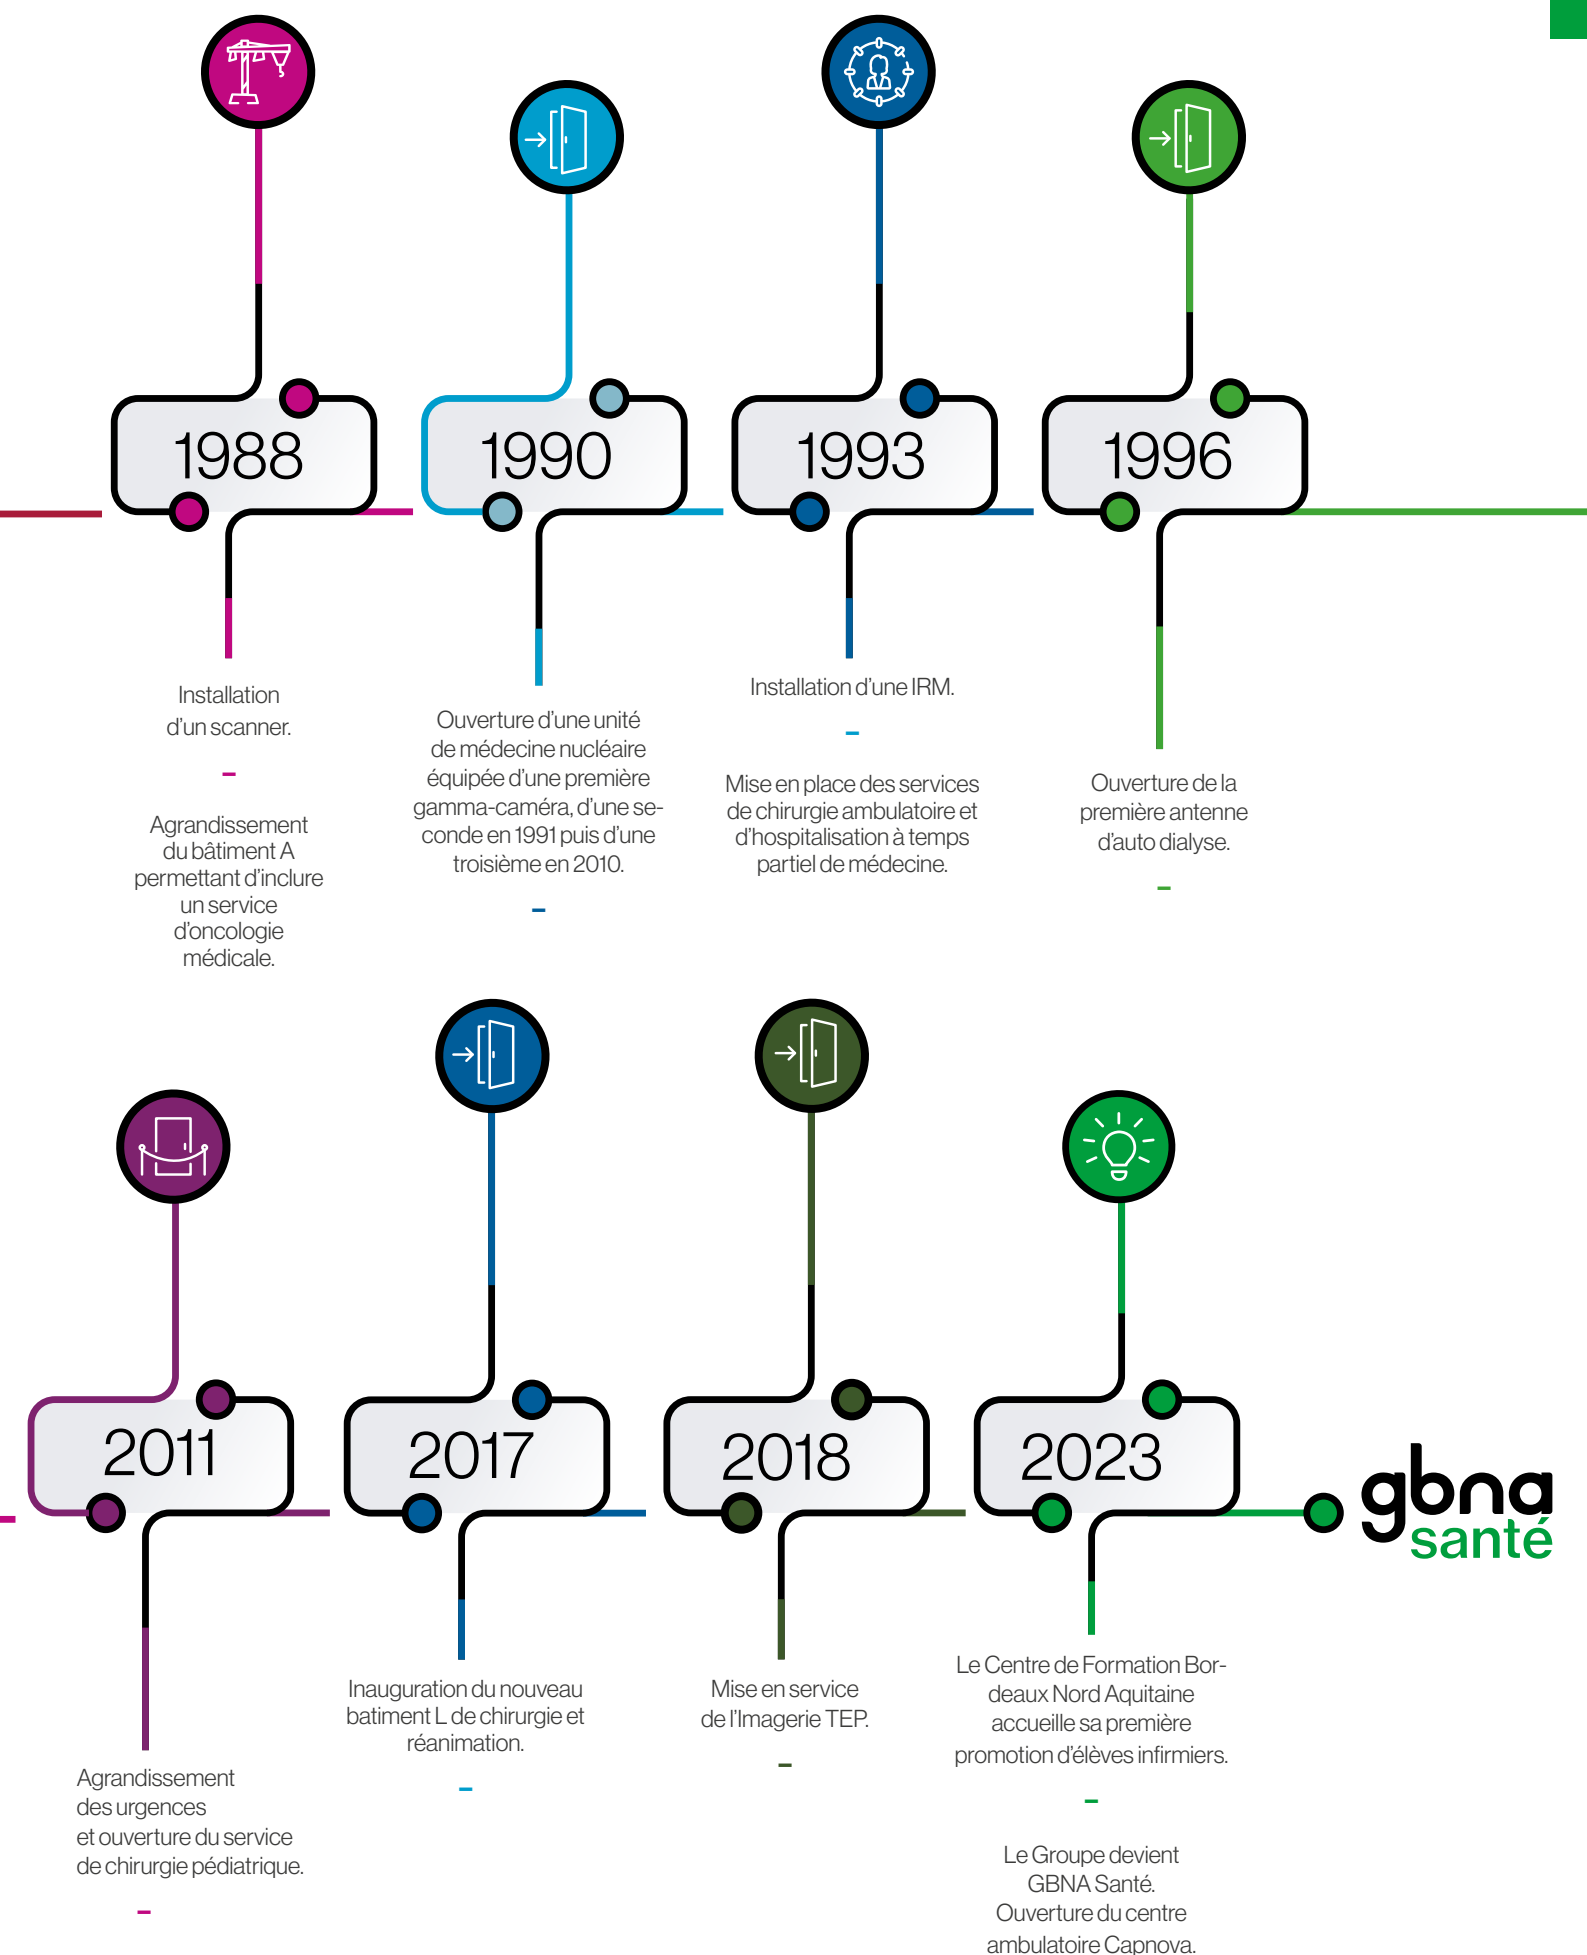 1988
Installation
d'un scanner.
–
Agrandissement
du bâtiment A
permettant d'inclure
un service
d'oncologie
médicale.
1990
Ouverture d'une unité
de médecine nucléaire
équipée d'une première
gamma-caméra, d'une se-
conde en 1991 puis d'une
troisième en 2010.
–
1993
Installation d'une IRM.
–
Mise en place des services
de chirurgie ambulatoire et
d'hospitalisation à temps
partiel de médecine.
1996
Ouverture de la
première antenne
d'auto dialyse.
–
2011
Agrandissement
des urgences
et ouverture du service
de chirurgie pédiatrique.
–
2017
Inauguration du nouveau
batiment L de chirurgie et
réanimation.
–
2018
Mise en service
de l'Imagerie TEP.
–
2023
Le Centre de Formation Bor-
deaux Nord Aquitaine
accueille sa première
promotion d'élèves infirmiers.
–
Le Groupe devient
GBNA Santé.
Ouverture du centre
ambulatoire Capnova.
gbna
santé